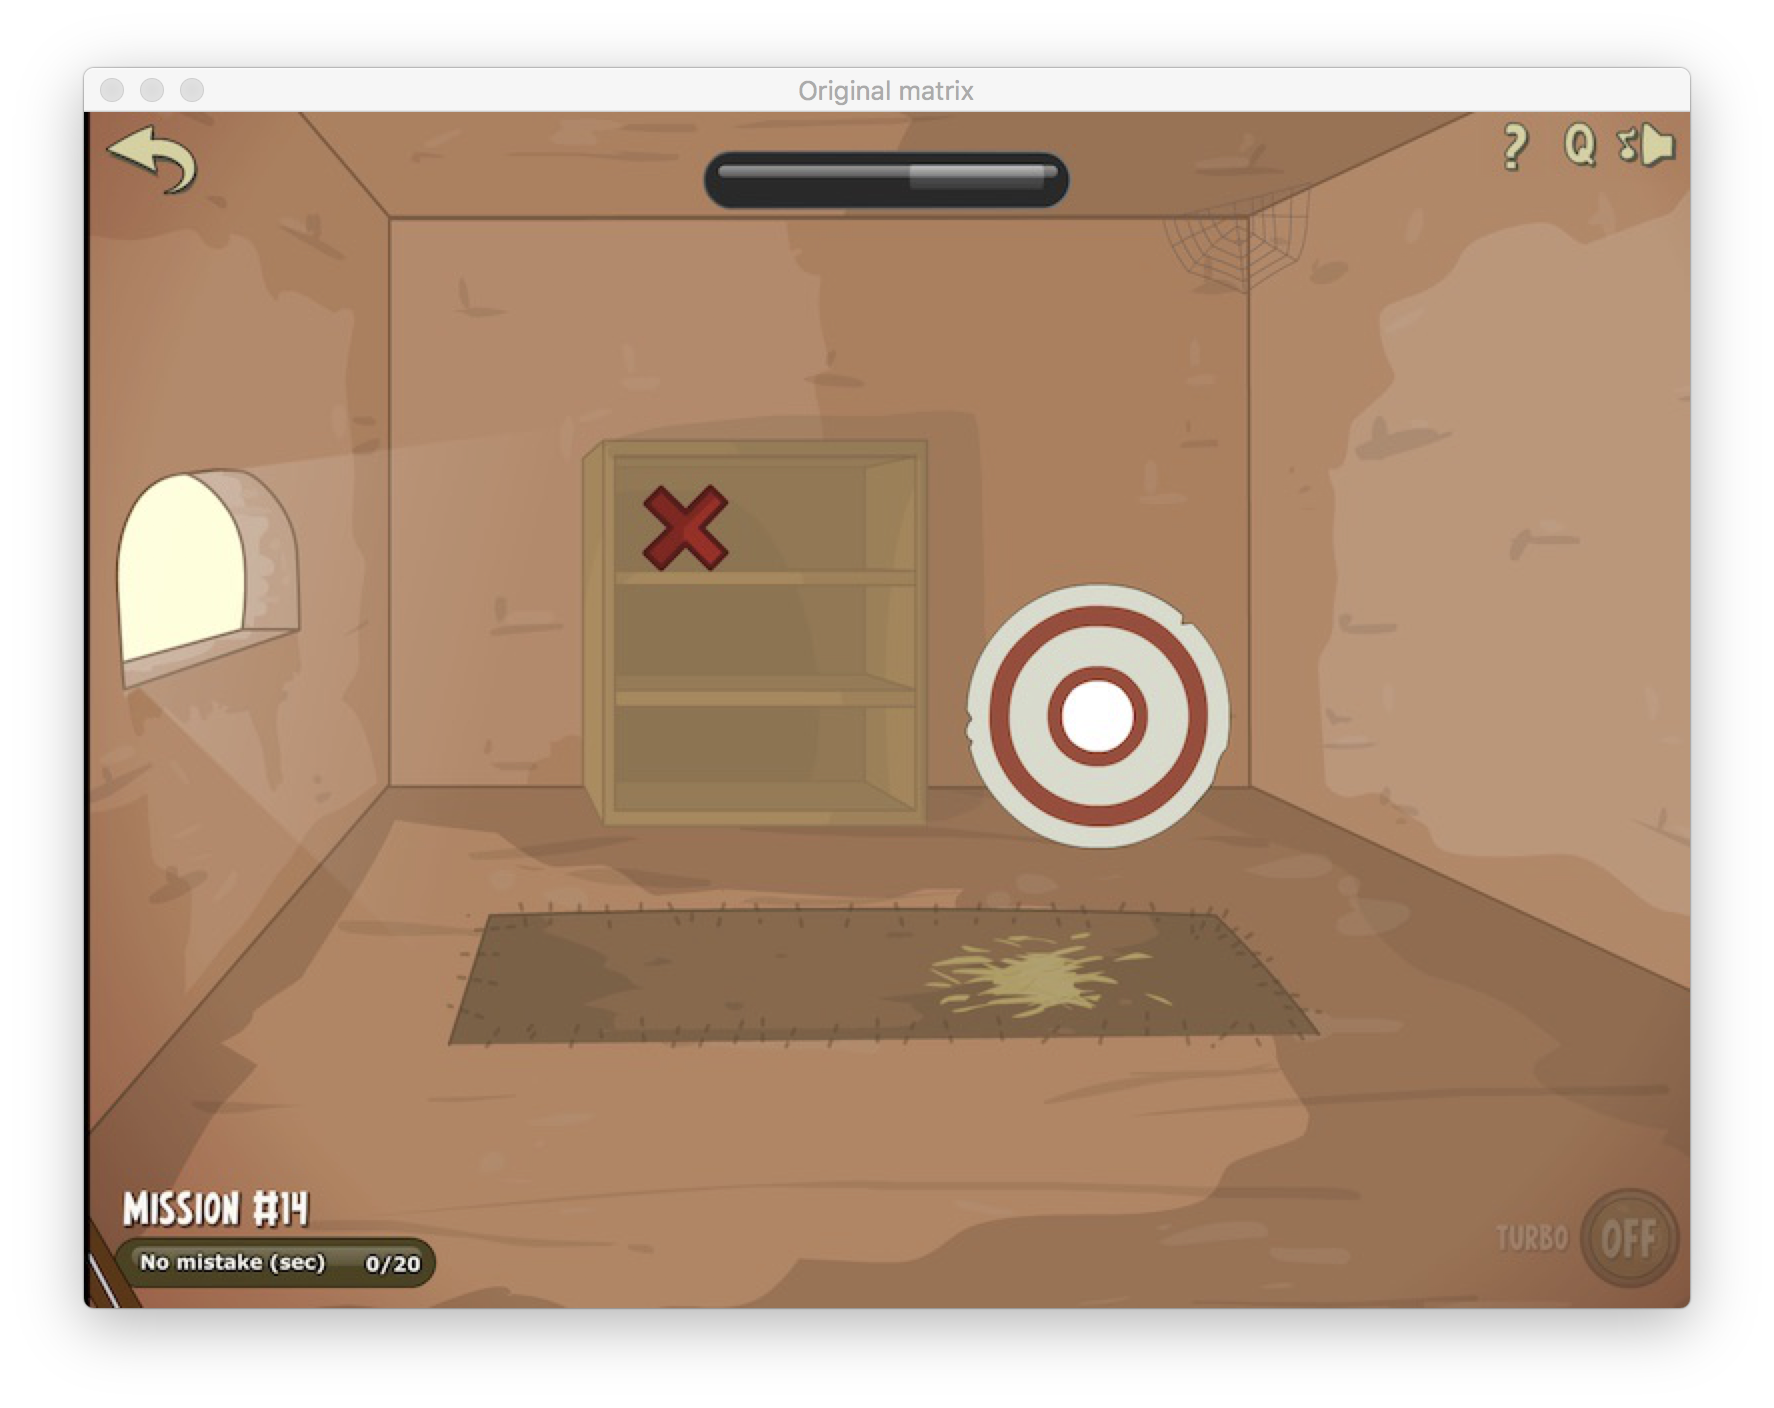 Original matrix
? Q
MISSION #14
No mistake (sec) 0/20
TURBO OFF